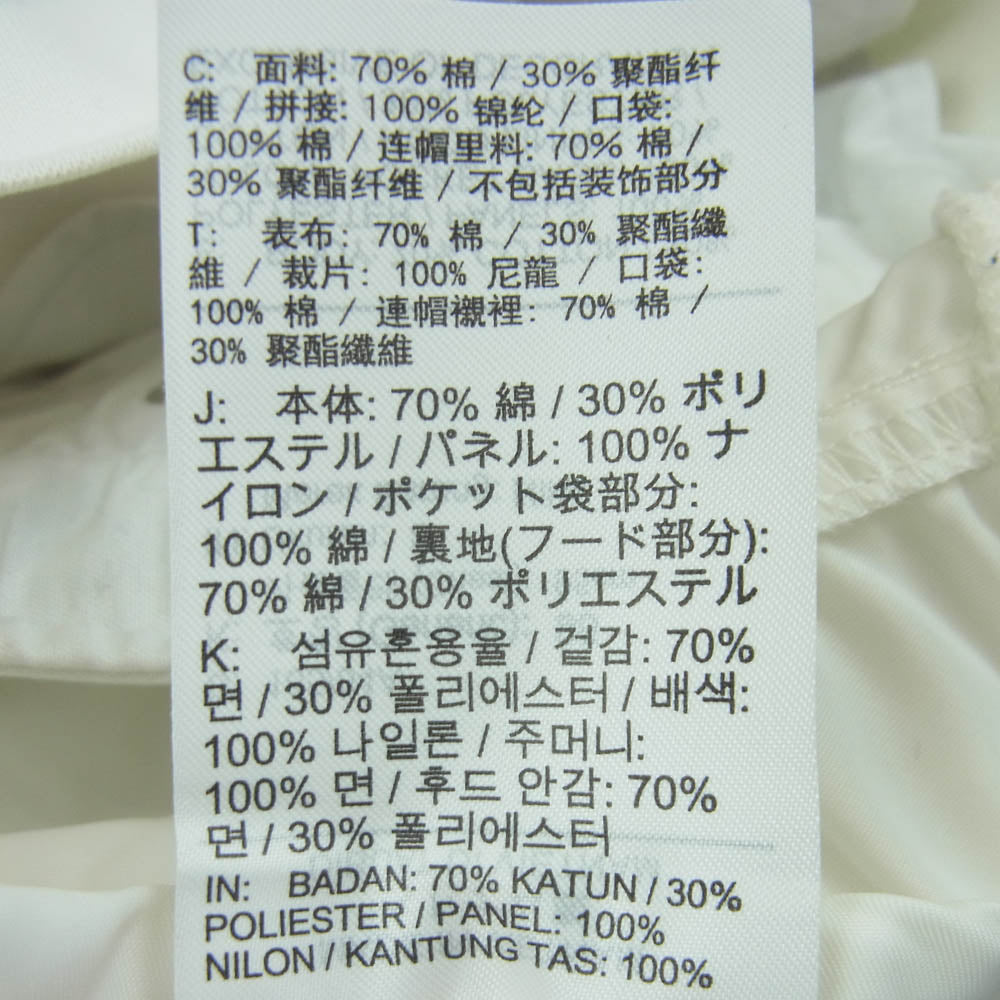 C: 面料: 70% 棉 / 30% 聚酯纤
维 / 拼接: 100% 锦纶 / 口袋:
100% 棉 / 连帽里料: 70% 棉 /
30% 聚酯纤维 / 不包括装饰部分
T: 表布: 70% 棉 / 30% 聚酯纖
維 / 裁片: 100% 尼龍 / 口袋:
100% 棉 / 連帽襯裡: 70% 棉 /
30% 聚酯纖維
J: 本体: 70% 綿 / 30% ポリ
エステル / パネル: 100% ナ
イロン / ポケット袋部分:
100% 綿 / 裏地(フード部分):
70% 綿 / 30% ポリエステル
K: 섬유혼용율 / 겉감: 70%
면 / 30% 폴리에스터 / 배색:
100% 나일론 / 주머니:
100% 면 / 후드 안감: 70%
면 / 30% 폴리에스터
IN: BADAN: 70% KATUN / 30%
POLIESTER / PANEL: 100%
NILON / KANTUNG TAS: 100%